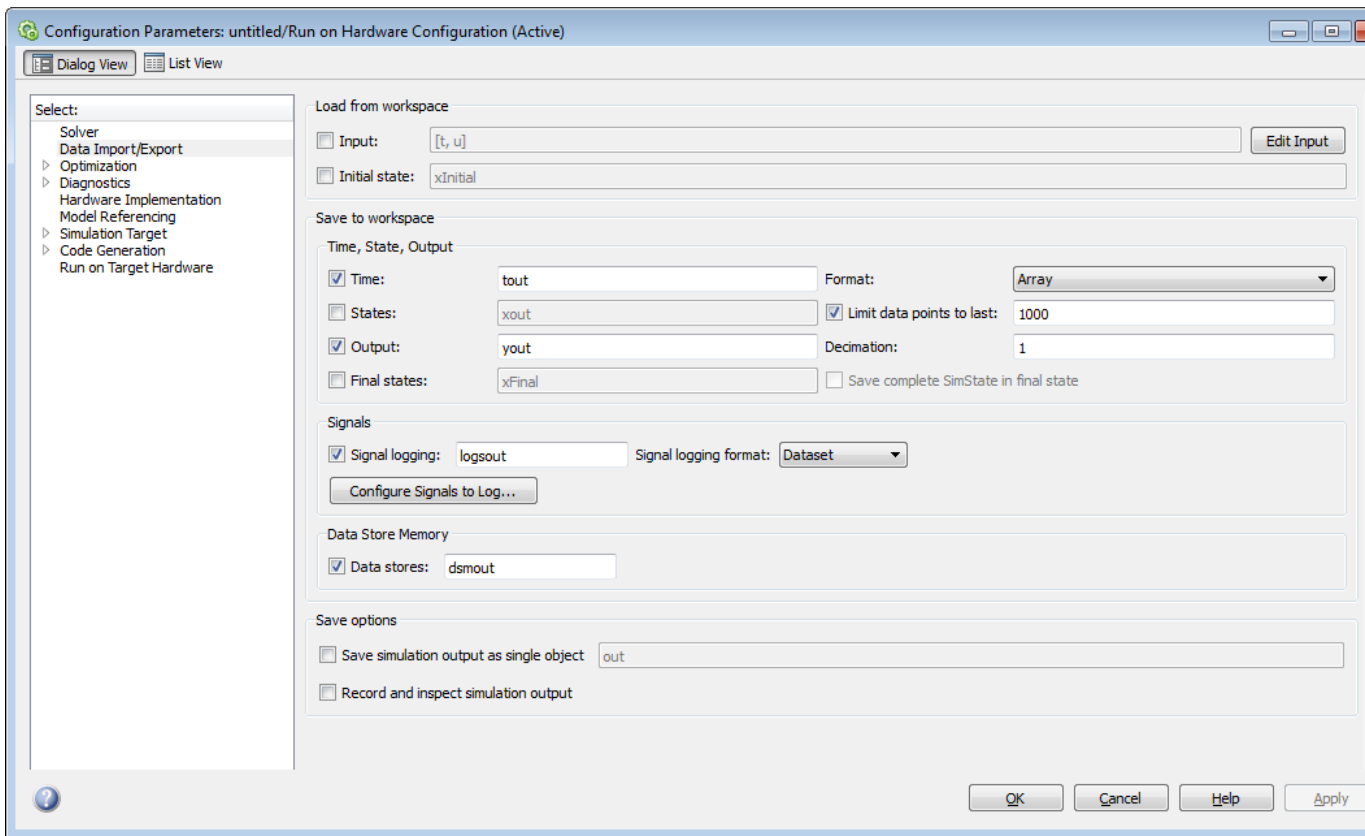 Configuration Parameters: untitled/Run on Hardware Configuration (Active)
Dialog View List View
Select:
Solver
Data Import/Export
Optimization
Diagnostics
Hardware Implementation
Model Referencing
Simulation Target
Code Generation
Run on Target Hardware
Load from workspace
Input: [t, u] Edit Input
Initial state: xInitial
Save to workspace
Time, State, Output
Time: tout Format: Array
States: xout Limit data points to last: 1000
Output: yout Decimation: 1
Final states: xFinal Save complete SimState in final state
Signals
Signal logging: logsout Signal logging format: Dataset
Configure Signals to Log...
Data Store Memory
Data stores: dsmout
Save options
Save simulation output as single object out
Record and inspect simulation output
? OK Cancel Help Apply